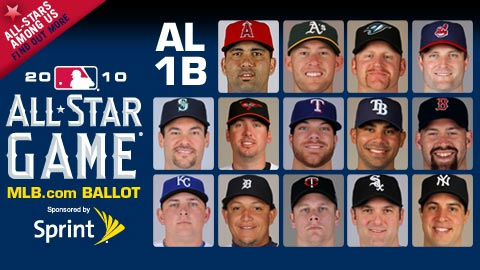 ALL-STARS
AMONG US
FIND OUT MORE
AL
1B
2010
ALL★STAR
GAME
MLB.com BALLOT
Sponsored by
Sprint